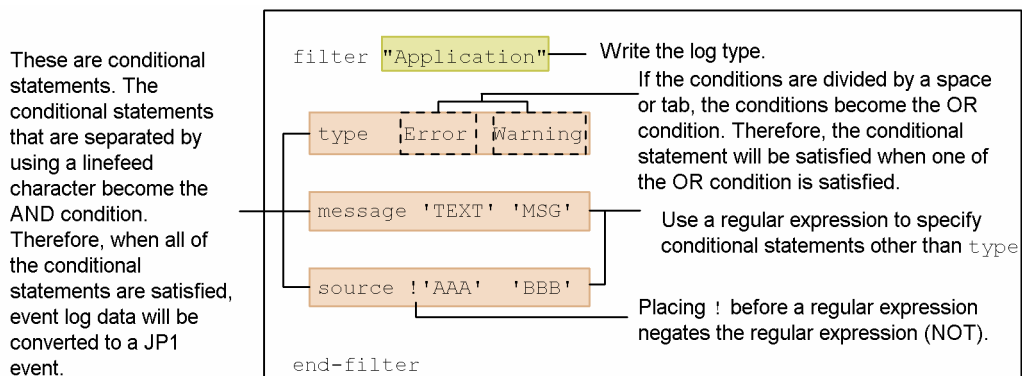 These are conditional
statements. The
conditional statements
that are separated by
using a linefeed
character become the
AND condition.
Therefore, when all of
the conditional
statements are satisfied,
event log data will be
converted to a JP1
event.
filter "Application"
Write the log type.
If the conditions are divided by a space
or tab, the conditions become the OR
condition. Therefore, the conditional
statement will be satisfied when one of
the OR condition is satisfied.
type Error Warning
message 'TEXT' 'MSG'
Use a regular expression to specify
conditional statements other than type
source !'AAA' 'BBB'
Placing ! before a regular expression
negates the regular expression (NOT).
end-filter